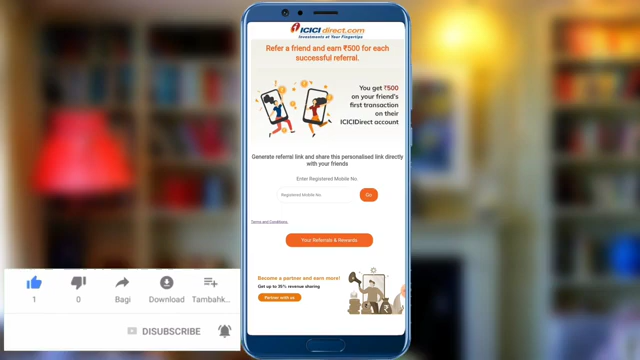 ICICI direct.com
Investments at Your Fingertips
Refer a friend and earn ₹500 for each
successful referral.
You get ₹500
on your friend's
first transaction
on their
ICICIDirect account
Generate referral link and share this personalised link directly
with your friends
Enter Registered Mobile No.
Registered Mobile No.
Go
Terms and Conditions.
Your Referrals & Rewards
Become a partner and earn more!
Get up to 35% revenue sharing
Partner with us
1
0
Bagi
Download
Tambahk...
DISUBSCRIBE